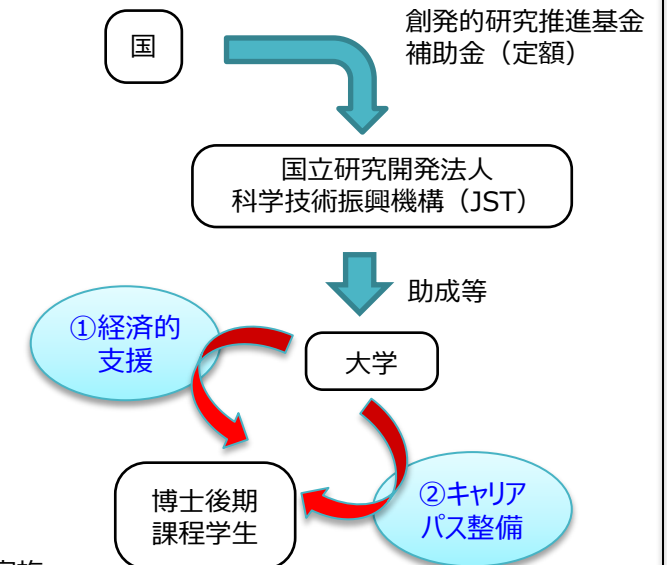 国
創発的研究推進基金
補助金（定額）
国立研究開発法人
科学技術振興機構（JST）
助成等
①経済的
支援
大学
博士後期
課程学生
②キャリア
パス整備